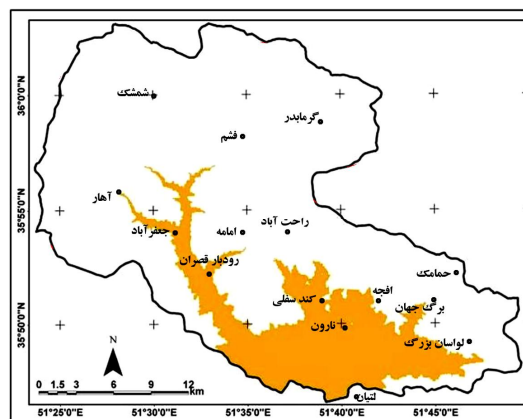 36°0'0"N
35°55'0"N
35°50'0"N
شمشک
گرمابدر
فشم
آهار
جعفرآباد
امامه
راحت آباد
رودبار قصران
حمامک
کند سفلی
افجه
برگ جهان
نارون
لواسان بزرگ
لتیان
N
0 1.5 3 6 9 12
km
51°25'0"E 51°30'0"E 51°35'0"E 51°40'0"E 51°45'0"E